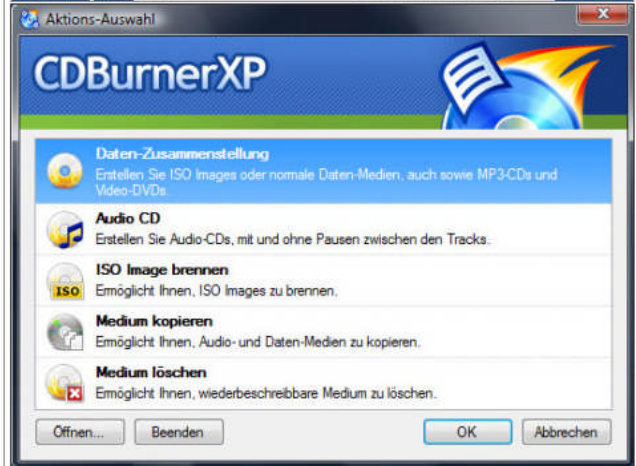 Aktions-Auswahl
CDBurnerXP
Daten-Zusammenstellung
Erstellen Sie ISO Images oder normale Daten-Medien, auch sowie MP3-CDs und
Video-DVDs.
Audio CD
Erstellen Sie Audio-CDs, mit und ohne Pausen zwischen den Tracks.
ISO Image brennen
ISO
Ermöglicht Ihnen, ISO Images zu brennen.
Medium kopieren
Ermöglicht Ihnen, Audio- und Daten-Medien zu kopieren.
Medium löschen
Ermöglicht Ihnen, wiederbeschreibbare Medium zu löschen.
Öffnen... Beenden OK Abbrechen